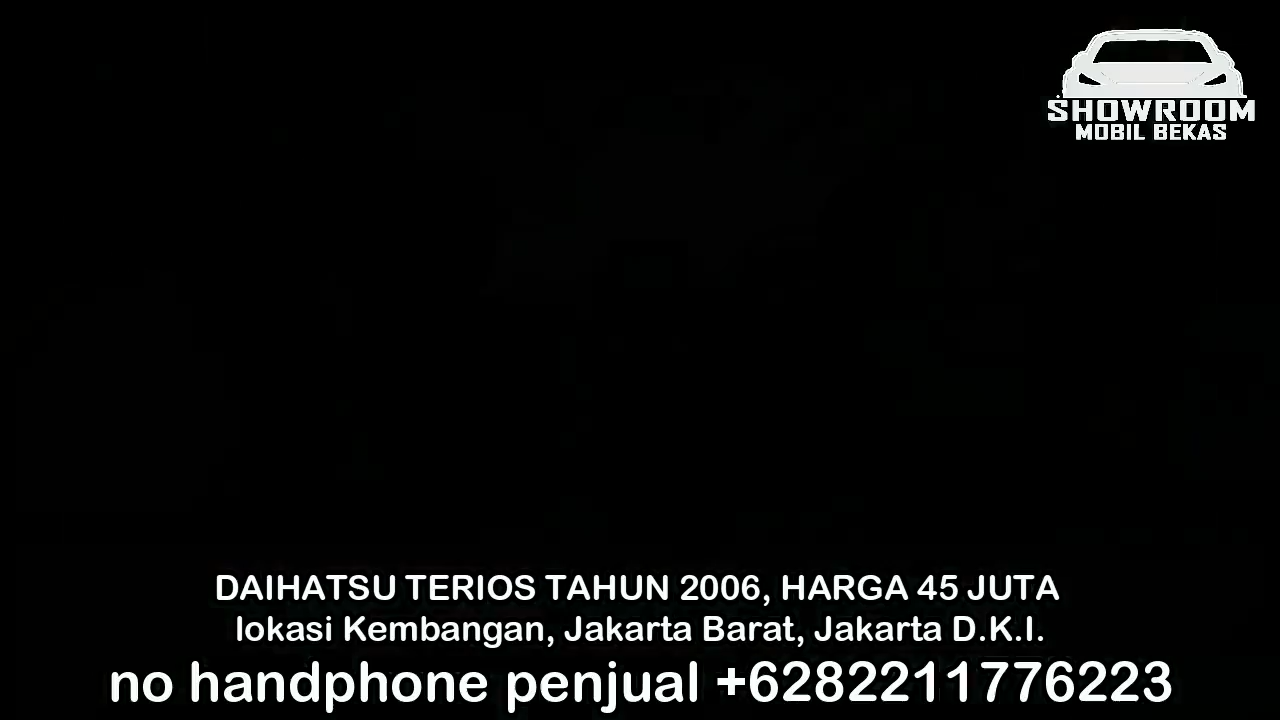 SHOWROOM
MOBIL BEKAS
DAIHATSU TERIOS TAHUN 2006, HARGA 45 JUTA
lokasi Kembangan, Jakarta Barat, Jakarta D.K.I.
no handphone penjual +6282211776223